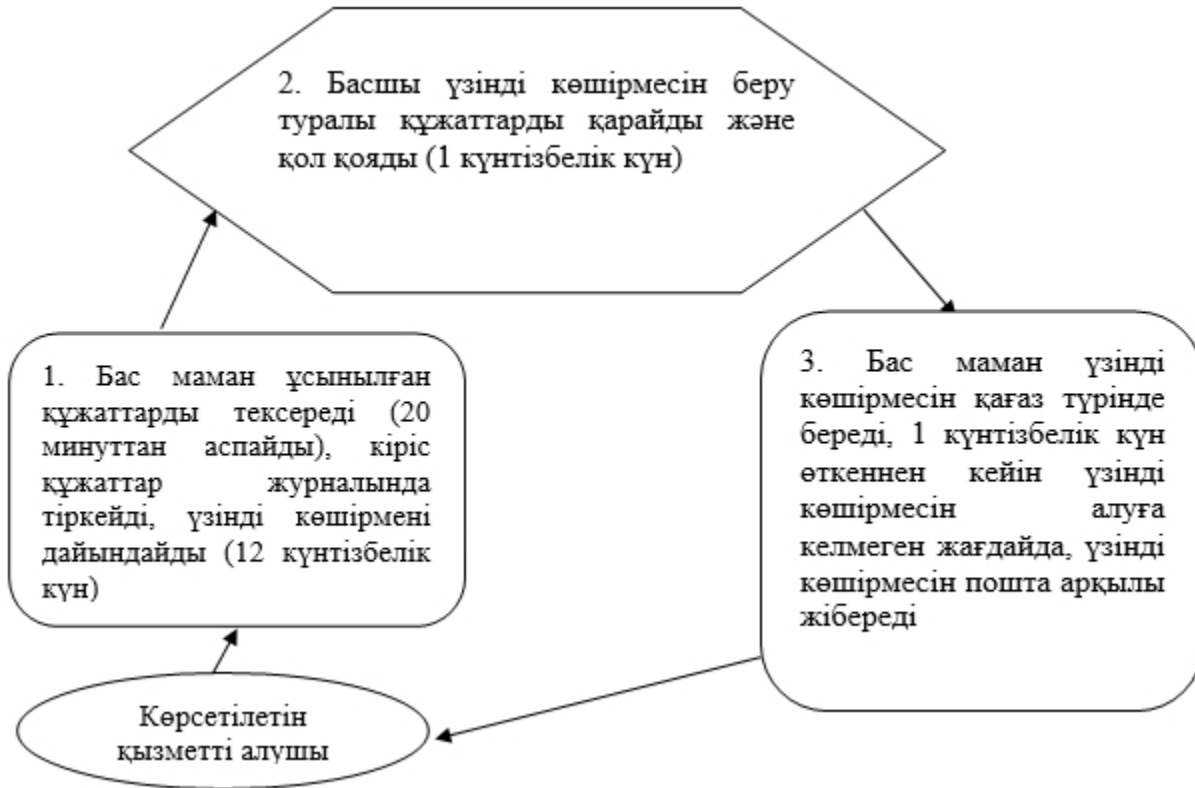 2. Басшы үзінді көшірмесін беру
туралы құжаттарды қарайды және
қол қояды (1 күнтізбелік күн)
1. Бас маман ұсынылған
құжаттарды тексереді (20
минуттан аспайды), кіріс
құжаттар журналында
тіркейді, үзінді көшірмені
дайындайды (12 күнтізбелік
күн)
3. Бас маман үзінді
көшірмесін қағаз түрінде
береді, 1 күнтізбелік күн
өткеннен кейін үзінді
көшірмесін алуға
келмеген жағдайда, үзінді
көшірмесін пошта арқылы
жібереді
Көрсетілетін
қызметті алушы